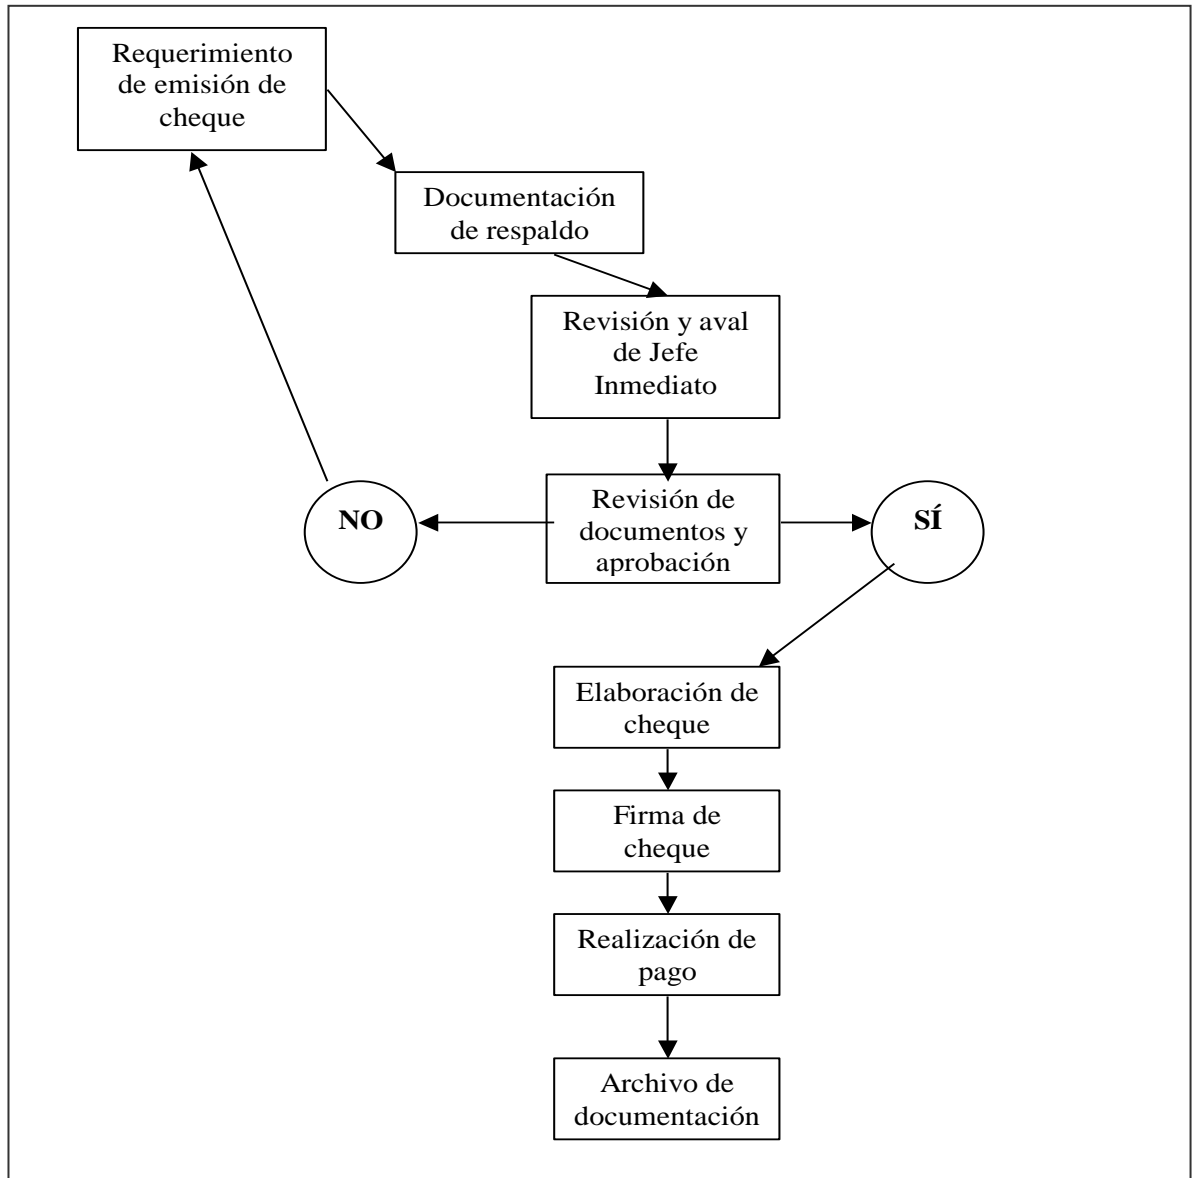 Requerimiento
de emisión de
cheque
Documentación
de respaldo
Revisión y aval
de Jefe
Inmediato
Revisión de
documentos y
aprobación
NO
SÍ
Elaboración de
cheque
Firma de
cheque
Realización de
pago
Archivo de
documentación